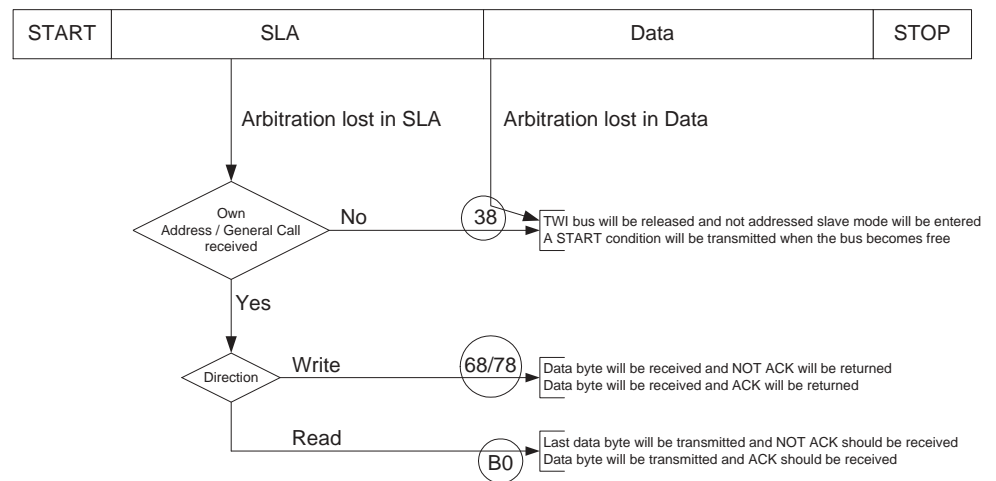 START SLA Data STOP
Arbitration lost in SLA Arbitration lost in Data
Own
Address / General Call
received
No
38
TWI bus will be released and not addressed slave mode will be entered
A START condition will be transmitted when the bus becomes free
Yes
Direction
Write
68/78
Data byte will be received and NOT ACK will be returned
Data byte will be received and ACK will be returned
Read
B0
Last data byte will be transmitted and NOT ACK should be received
Data byte will be transmitted and ACK should be received